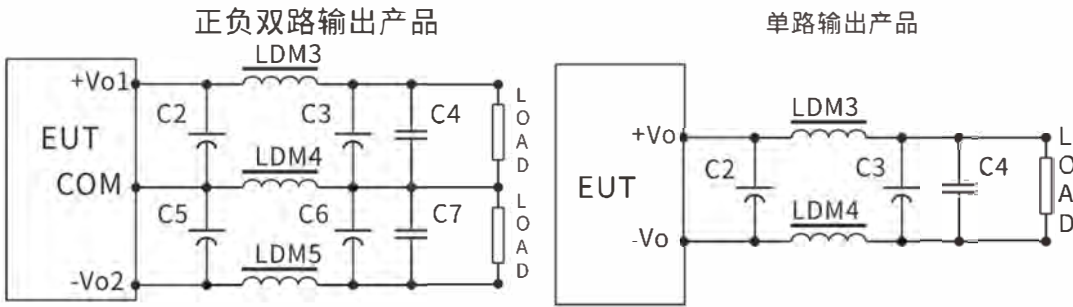 正负双路输出产品
LDM3
+Vo1
C2
C3
C4
LOAD
EUT
COM
LDM4
C5
C6
C7
LOAD
LDM5
-Vo2
单路输出产品
LDM3
+Vo
C2
C3
C4
LOAD
EUT
LDM4
-Vo